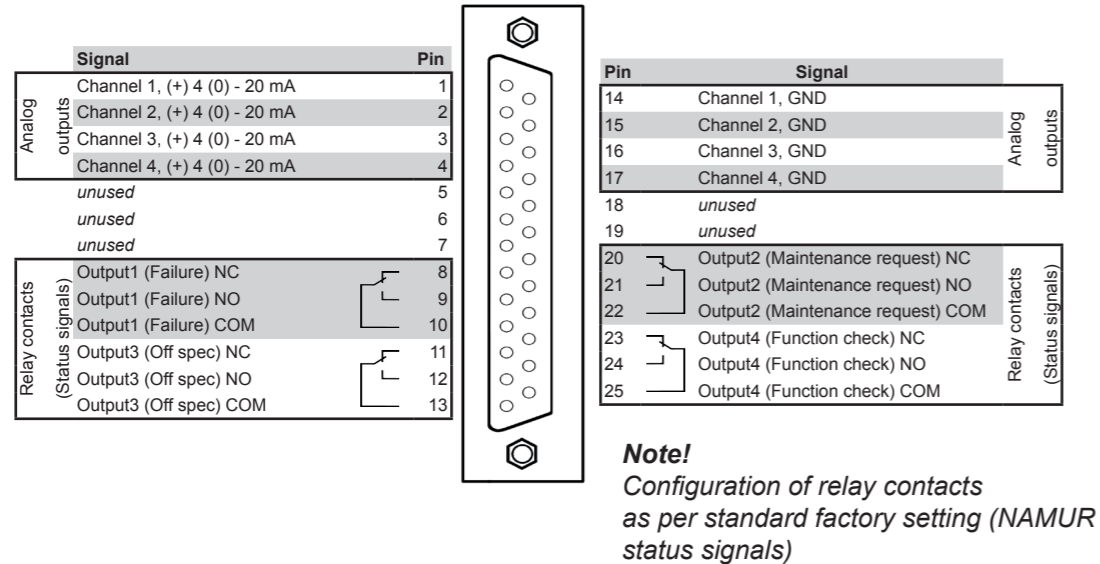 Signal Pin
Analog outputs
Channel 1, (+) 4 (0) - 20 mA 1
Channel 2, (+) 4 (0) - 20 mA 2
Channel 3, (+) 4 (0) - 20 mA 3
Channel 4, (+) 4 (0) - 20 mA 4
unused 5
unused 6
unused 7
Relay contacts
(Status signals)
Output1 (Failure) NC 8
Output1 (Failure) NO 9
Output1 (Failure) COM 10
Output3 (Off spec) NC 11
Output3 (Off spec) NO 12
Output3 (Off spec) COM 13
Pin Signal
14 Channel 1, GND
15 Channel 2, GND
16 Channel 3, GND
17 Channel 4, GND
Analog outputs
18 unused
19 unused
20 Output2 (Maintenance request) NC
21 Output2 (Maintenance request) NO
22 Output2 (Maintenance request) COM
23 Output4 (Function check) NC
24 Output4 (Function check) NO
25 Output4 (Function check) COM
Relay contacts
(Status signals)
Note!
Configuration of relay contacts
as per standard factory setting (NAMUR
status signals)